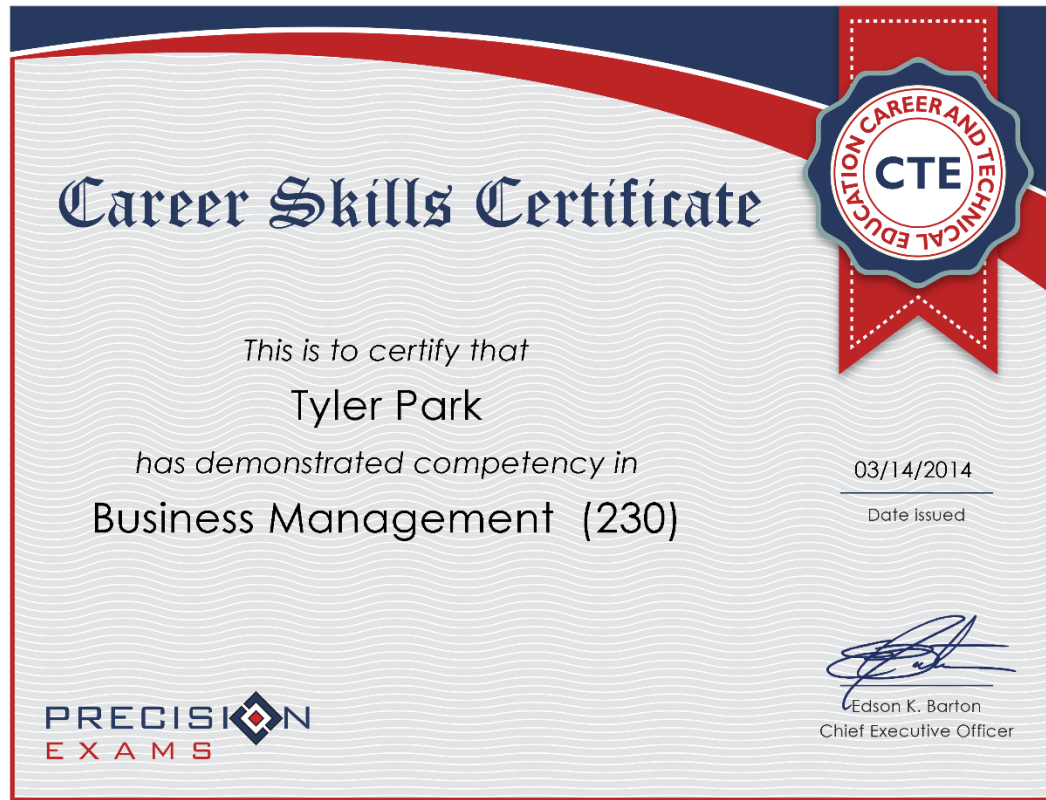 Career Skills Certificate
CAREER AND TECHNICAL EDUCATION
CTE
This is to certify that
Tyler Park
has demonstrated competency in
Business Management (230)
03/14/2014
Date issued
Edson K. Barton
Chief Executive Officer
PRECISION
EXAMS